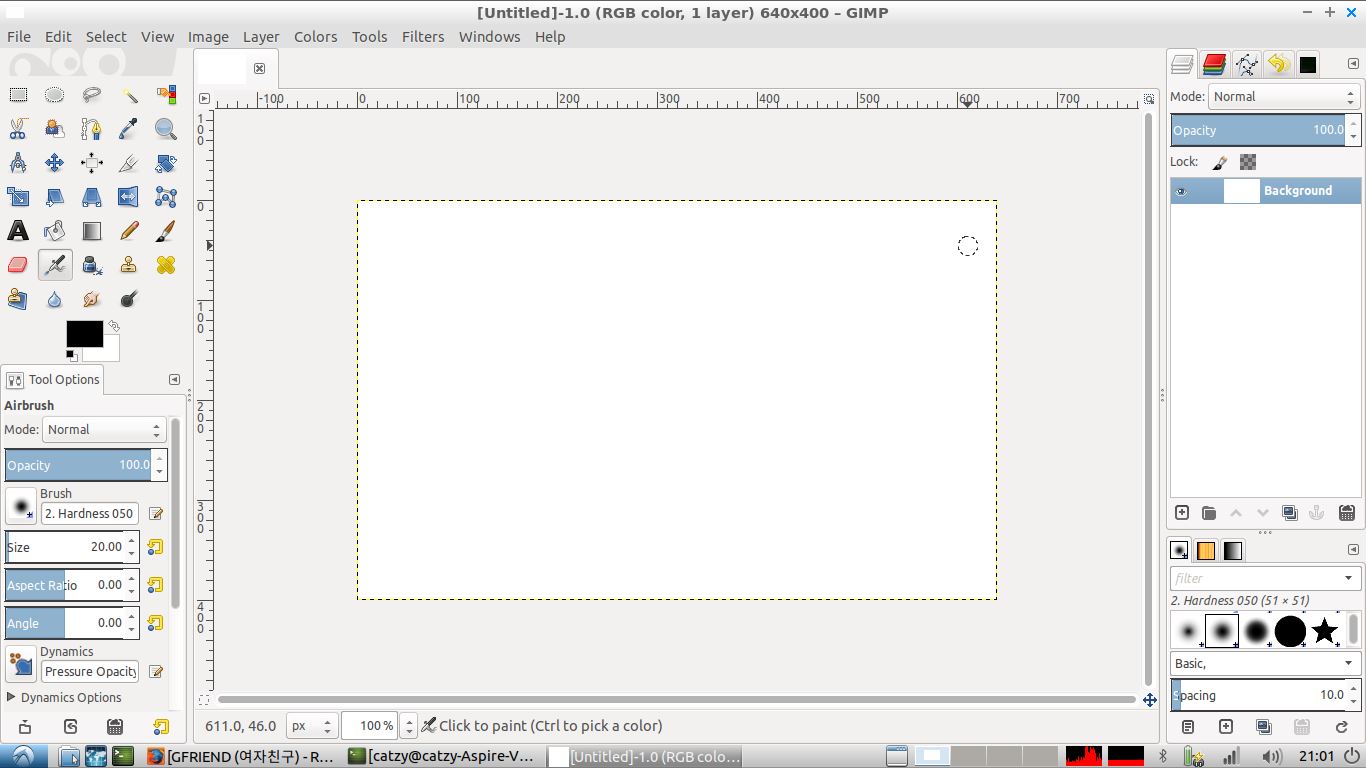 [Untitled]-1.0 (RGB color, 1 layer) 640x400 – GIMP
File Edit Select View Image Layer Colors Tools Filters Windows Help
-100 0 100 200 300 400 500 600 700
100
0
100
200
300
400
Tool Options
Airbrush
Mode: Normal
Opacity 100.0
Brush
2. Hardness 050
Size 20.00
Aspect Ratio 0.00
Angle 0.00
Dynamics
Pressure Opacity
Dynamics Options
611.0, 46.0 px 100 % Click to paint (Ctrl to pick a color)
Mode: Normal
Opacity 100.0
Lock:
Background
filter
2. Hardness 050 (51 × 51)
Basic,
Spacing 10.0
[GFRIEND (여자친구) - R... [catzy@catzy-Aspire-V... [Untitled]-1.0 (RGB colo... 21:01